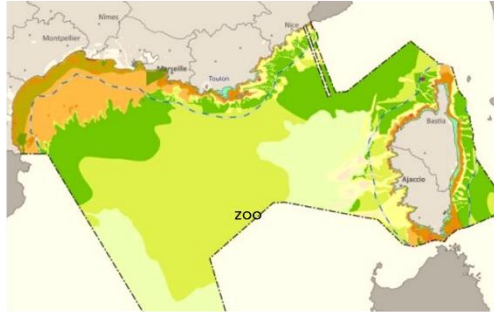 Nîmes
Montpellier
Nice
Marseille
Toulon
Bastia
Ajaccio
ZOO